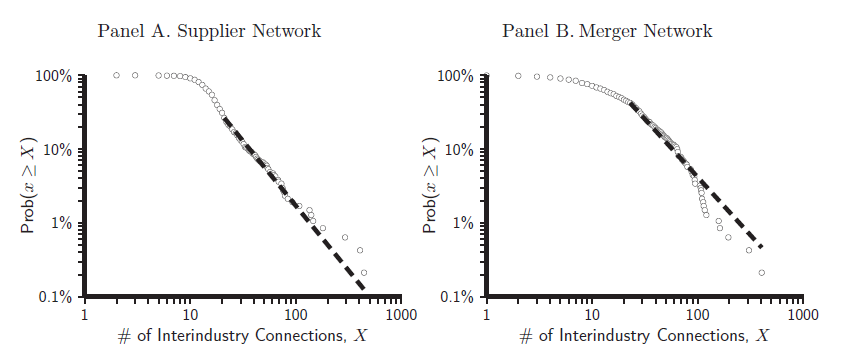 Panel A. Supplier Network
100%
10%
1%
0.1%
Prob(x ≥ X)
1 10 100 1000
# of Interindustry Connections, X
Panel B. Merger Network
100%
10%
1%
0.1%
Prob(x ≥ X)
1 10 100 1000
# of Interindustry Connections, X